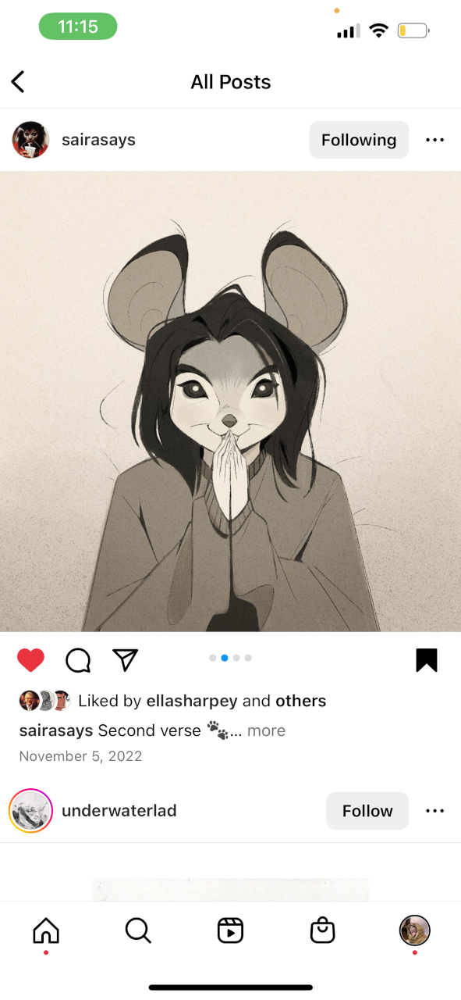 11:15
All Posts
sairasays
Following
Liked by ellasharpey and others
sairasays Second verse 🐾... more
November 5, 2022
underwaterlad
Follow